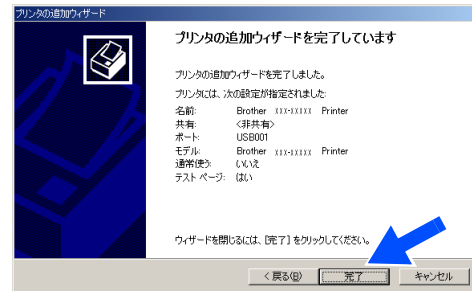 プリンタの追加ウィザード
プリンタの追加ウィザードを完了しています
プリンタの追加ウィザードを完了しました。
プリンタには、次の設定が指定されました:
名前: Brother XXX-XXXXX Printer
共有: <非共有>
ポート: USB001
モデル: Brother XXX-XXXXX Printer
通常使う: いいえ
テスト ページ: はい
ウィザードを閉じるには、[完了] をクリックしてください。
< 戻る(B) 完了 キャンセル